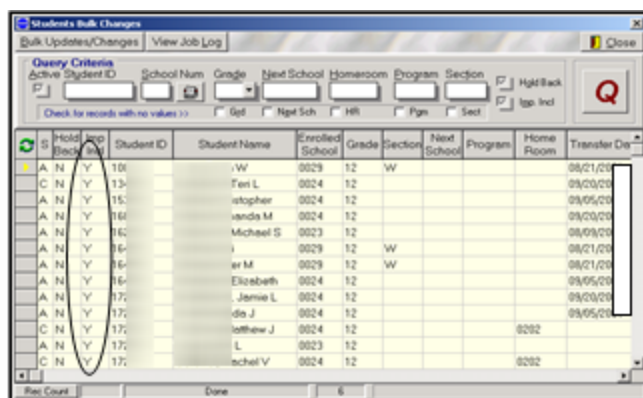 Students Bulk Changes
Bulk Updates/Changes View Job Log Close
Query Criteria
Active Student ID School Num Grade Next School Homeroom Program Section Hold Back
Imp. Incl Q
Check for records with no values >> Grd Next Sch HR Pgm Sect
S Hold Back Imp Incl Student ID Student Name Enrolled School Grade Section Next School Program Home Room Transfer Da
A N Y W 0029 12 W 08/21/20
C N Y Teri L 0024 12 09/20/20
A N Y istopher 0024 12 09/05/20
A N Y anda M 0024 12 09/20/20
A N Y Michael S 0023 12 08/09/20
A N Y 0029 12 W 08/21/20
A N Y er M 0029 12 W 08/21/20
A N Y Elizabeth 0024 12 09/05/20
A N Y Jamie L 0024 12 09/20/20
A N Y da J 0024 12 09/05/20
C N Y atthew J 0024 12 0202
A N Y L 0023 12
C N Y achel V 0024 12 0202
Rec Count Done 6